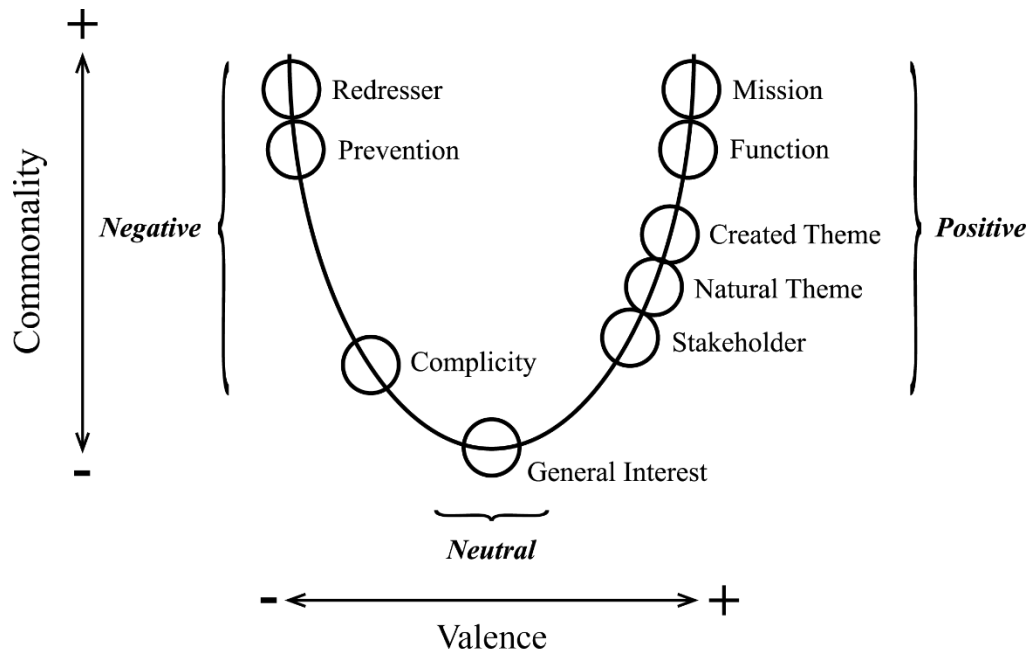 +
Redresser
Mission
Prevention
Function
Commonality
Negative
Created Theme
Positive
Natural Theme
Stakeholder
Complicity
-
General Interest
Neutral
- +
Valence